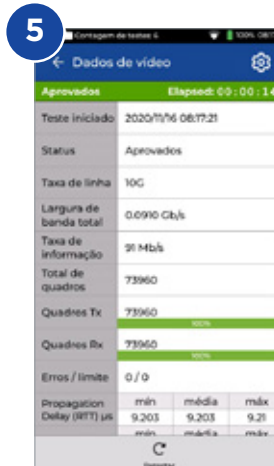 5
Contagem de testes: 6
100%
← Dados de vídeo
Aprovados Elapsed: 00:00:14
Teste iniciado 2020/11/16 08:17:21
Status Aprovados
Taxa de linha 10G
Largura de
banda total 0.0910 Gb/s
Taxa de
informação 91 Mb/s
Total de
quadros 73960
Quadros Tx 73960
100%
Quadros Rx 73960
100%
Erros / limite 0 / 0
Propagation
Delay (RTT) µs
mín média máx
9.203 9.203 9.21
mín média máx